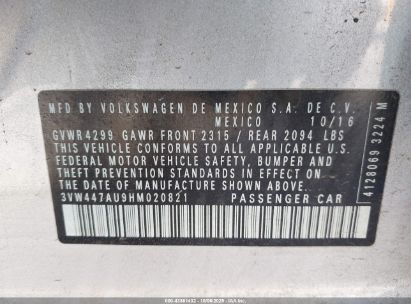 MFD BY VOLKSWAGEN DE MEXICO S.A. DE C.V.
MEXICO 10/16
GVWR 4299 GAWR FRONT 2315 / REAR 2094 LBS
THIS VEHICLE CONFORMS TO ALL APPLICABLE U.S.
FEDERAL MOTOR VEHICLE SAFETY, BUMPER AND
THEFT PREVENTION STANDARDS IN EFFECT ON THE
DATE OF MANUFACTURE SHOWN ABOVE.
3VW447AU9HM020821 PASSENGER CAR
4128069 3224 M